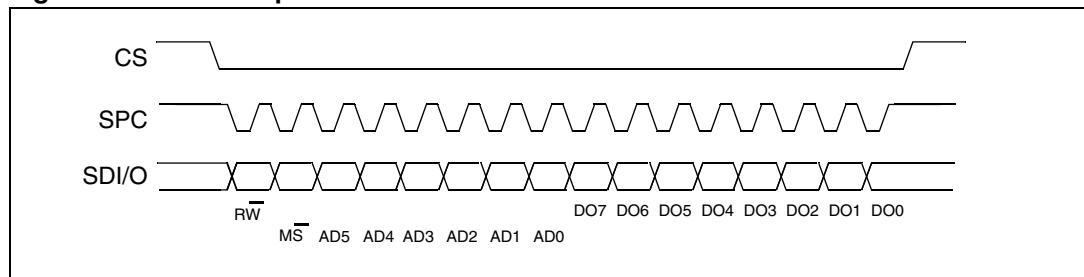 CS
SPC
SDI/O
RW̅
DO7 DO6 DO5 DO4 DO3 DO2 DO1 DO0
MS̅ AD5 AD4 AD3 AD2 AD1 AD0